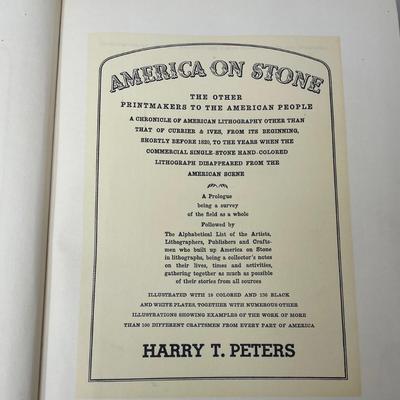 AMERICA ON STONE
THE OTHER
PRINTMAKERS TO THE AMERICAN PEOPLE
A CHRONICLE OF AMERICAN LITHOGRAPHY OTHER THAN
THAT OF CURRIER & IVES, FROM ITS BEGINNING,
SHORTLY BEFORE 1820, TO THE YEARS WHEN THE
COMMERCIAL SINGLE-STONE HAND-COLORED
LITHOGRAPH DISAPPEARED FROM THE
AMERICAN SCENE
A Prologue
being a survey
of the field as a whole
Followed by
The Alphabetical List of the Artists,
Lithographers, Publishers and Crafts-
men who built up America on Stone
in lithographs, being a collector's notes
on their lives, times and activities,
gathering together as much as possible
of their stories from all sources
ILLUSTRATED WITH 18 COLORED AND 136 BLACK
AND WHITE PLATES, TOGETHER WITH NUMEROUS OTHER
ILLUSTRATIONS SHOWING EXAMPLES OF THE WORK OF MORE
THAN 100 DIFFERENT CRAFTSMEN FROM EVERY PART OF AMERICA
HARRY T. PETERS